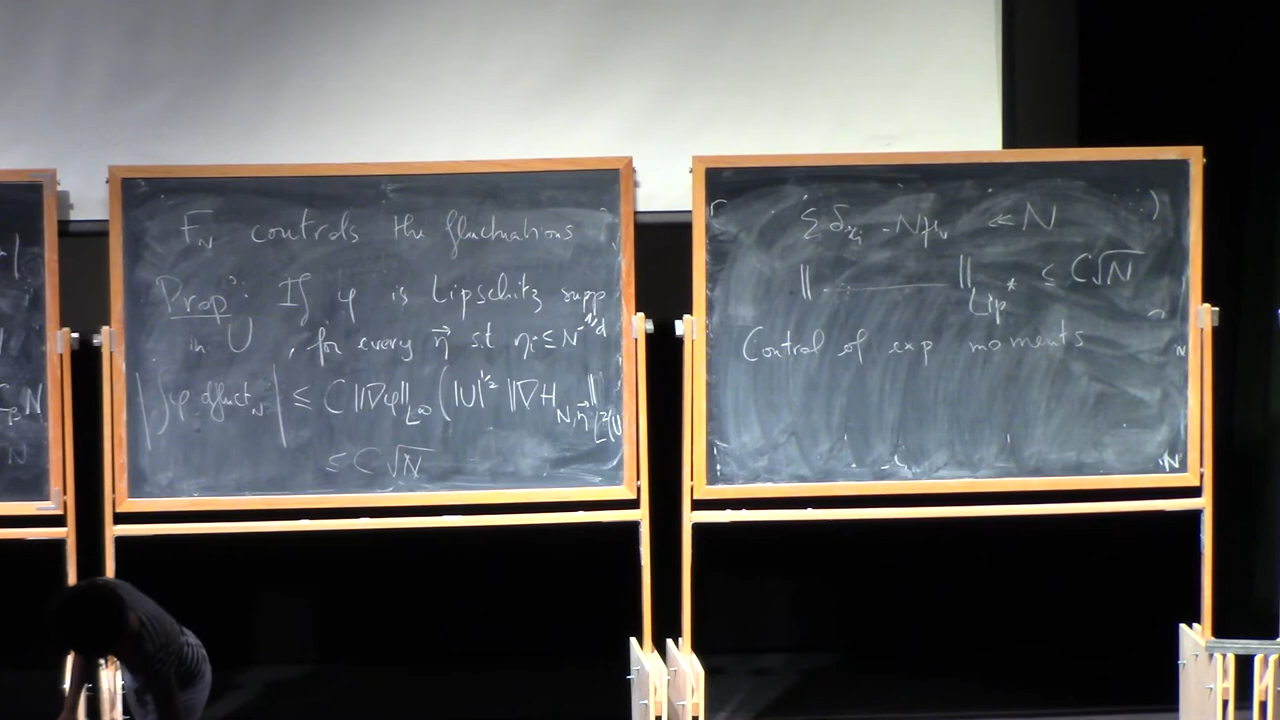 F_N controls the fluctuations
Prop°: If φ is Lipschitz supp
in U, for every η⃗ s.t η_i ≤ N^{-1/d}
|∫φ dfluct_N| ≤ C ||∇φ||_{L^∞} (|U|^{1/2} ||∇H_{N,η⃗}||_{L^2(U
≤ C√N
Σ δ_{x_i} - Nμ_V ≪ N
|| ——— ||_{Lip*} ≤ C√N
Control of exp moments